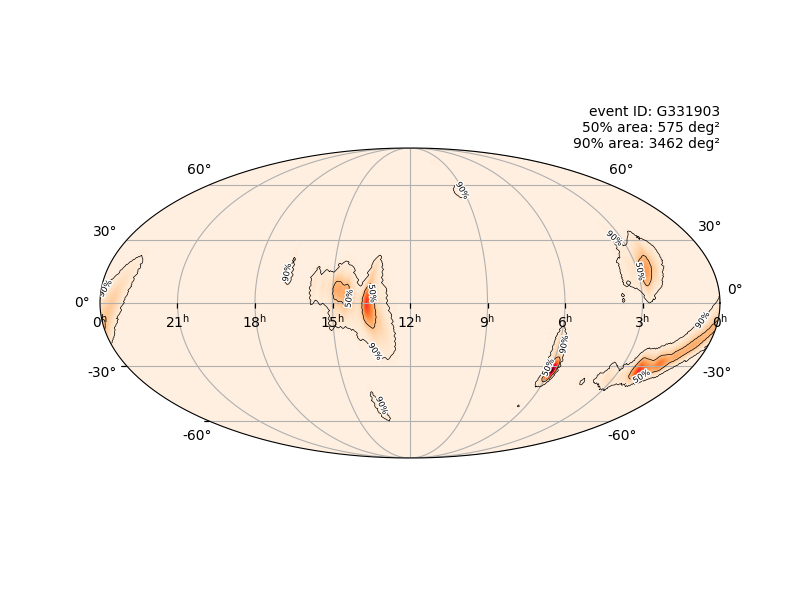 event ID: G331903
50% area: 575 deg²
90% area: 3462 deg²
60° 60°
90%
30° 30°
90%
90% 50%
90% 0°
50% 50%
0°
0ʰ 21ʰ 18ʰ 15ʰ 12ʰ 9ʰ 6ʰ 3ʰ 0ʰ
90%
90% 90%
-30° 50% 50% -30°
90%
-60° -60°